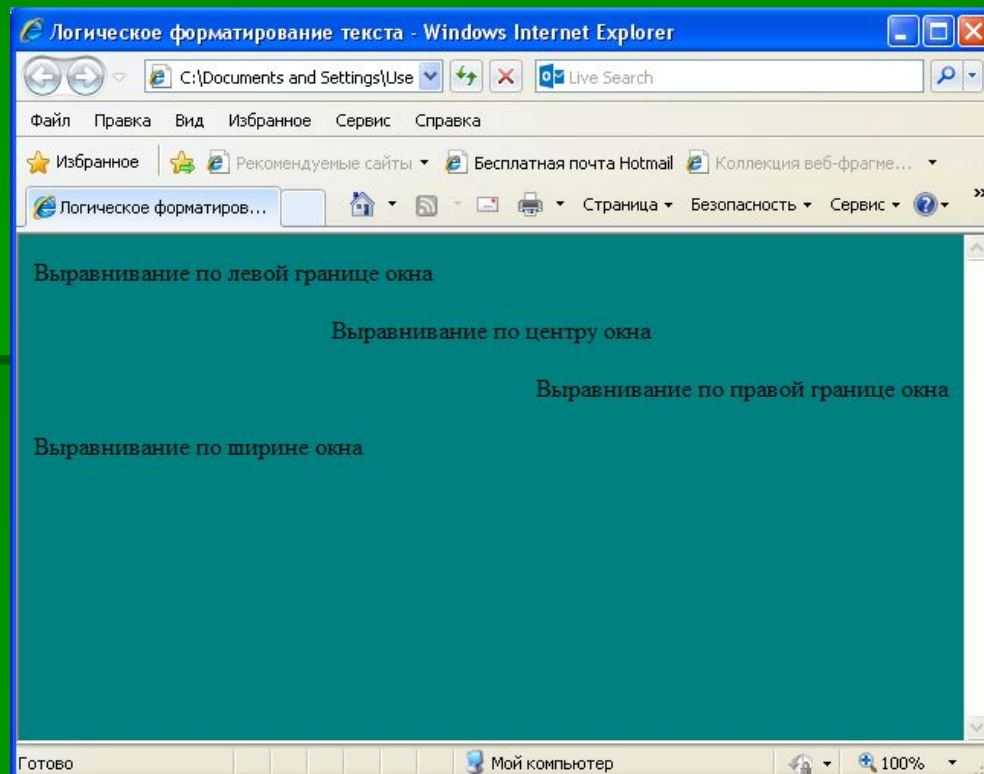 Логическое форматирование текста - Windows Internet Explorer
C:\Documents and Settings\Use
Live Search
Файл Правка Вид Избранное Сервис Справка
Избранное Рекомендуемые сайты Бесплатная почта Hotmail Коллекция веб-фрагме...
Логическое форматиров... Страница Безопасность Сервис »
Выравнивание по левой границе окна
Выравнивание по центру окна
Выравнивание по правой границе окна
Выравнивание по ширине окна
Готово Мой компьютер 100%